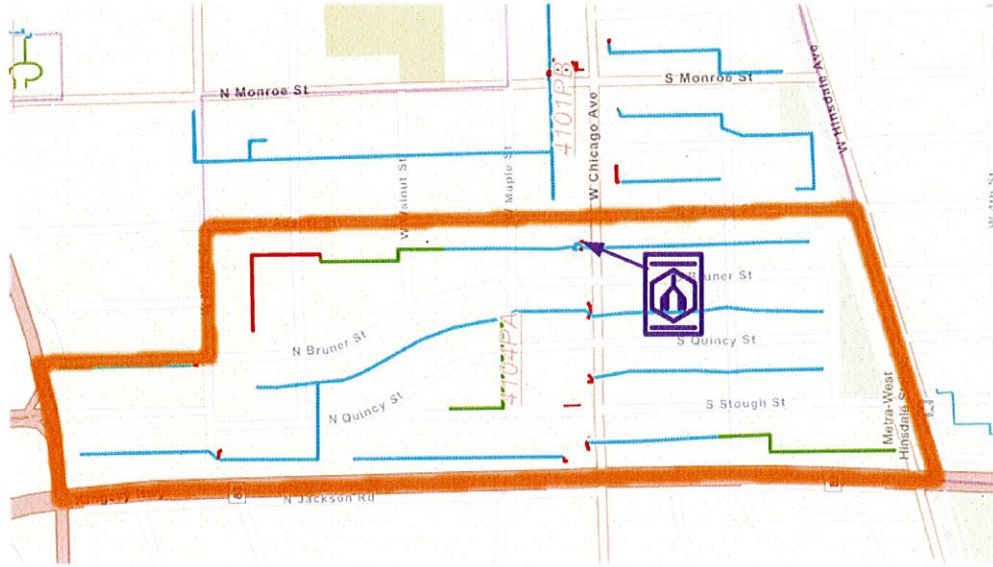 N Monroe St
S Monroe St
4101PB
W Chicago Ave
W Hinsdale Ave
W Walnut St
W Maple St
Bruner St
N Bruner St
4104PA
S Quincy St
N Quincy St
S Stough St
Metra-West
Hinsdale St
N Jackson Rd
83